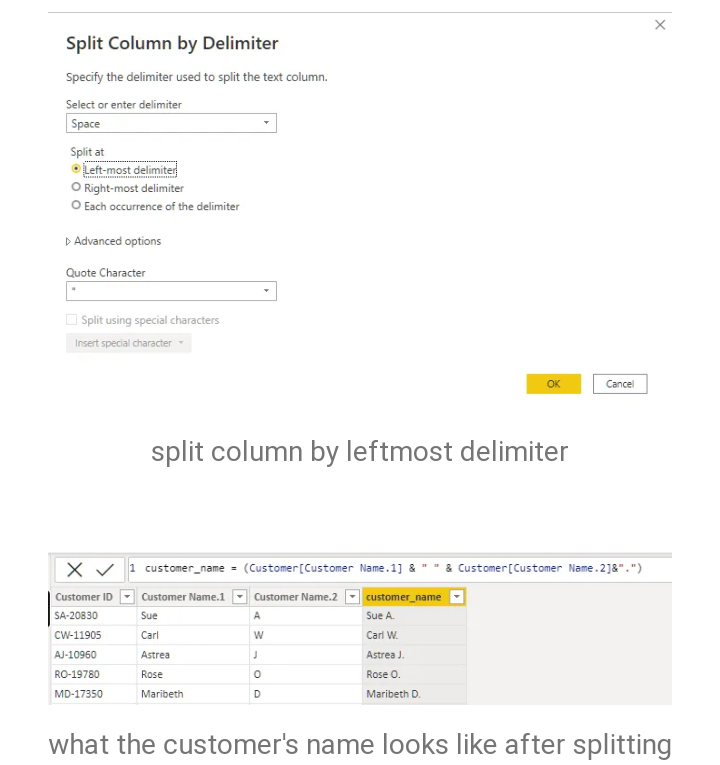 Split Column by Delimiter
Specify the delimiter used to split the text column.
Select or enter delimiter
Space
Split at
Left-most delimiter
Right-most delimiter
Each occurrence of the delimiter
Advanced options
Quote Character
"
Split using special characters
Insert special character
OK Cancel
split column by leftmost delimiter
1 customer_name = (Customer[Customer Name.1] & " " & Customer[Customer Name.2]&".")
Customer ID Customer Name.1 Customer Name.2 customer_name
SA-20830 Sue A Sue A.
CW-11905 Carl W Carl W.
AJ-10960 Astrea J Astrea J.
RO-19780 Rose O Rose O.
MD-17350 Maribeth D Maribeth D.
what the customer's name looks like after splitting